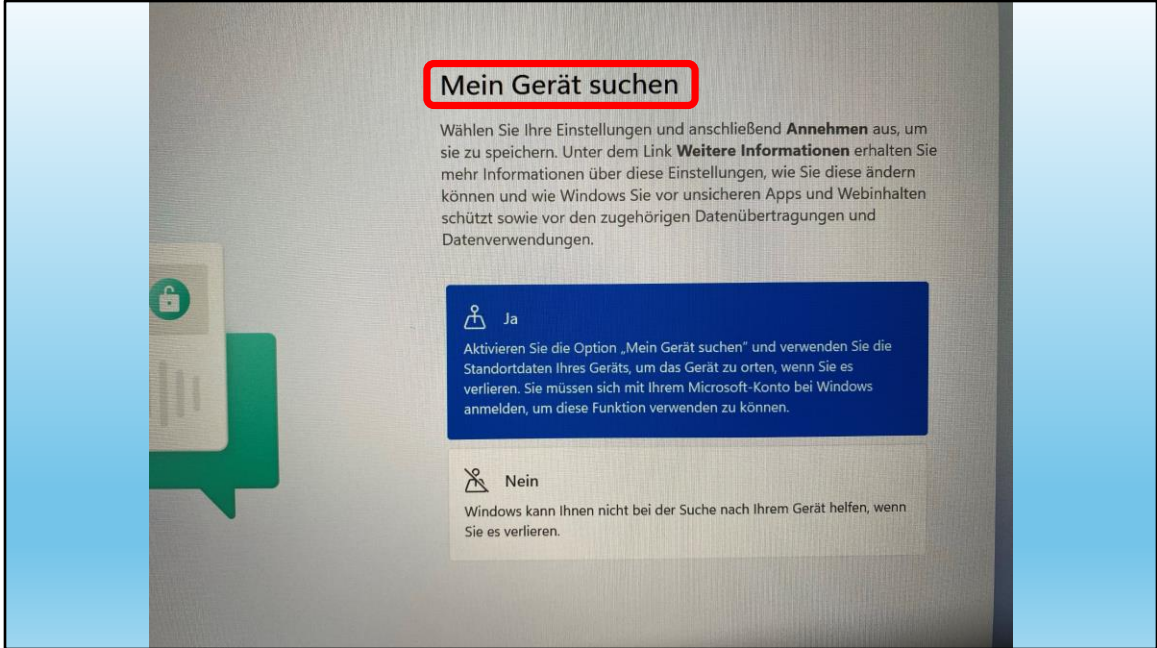 Mein Gerät suchen
Wählen Sie Ihre Einstellungen und anschließend Annehmen aus, um
sie zu speichern. Unter dem Link Weitere Informationen erhalten Sie
mehr Informationen über diese Einstellungen, wie Sie diese ändern
können und wie Windows Sie vor unsicheren Apps und Webinhalten
schützt sowie vor den zugehörigen Datenübertragungen und
Datenverwendungen.
Ja
Aktivieren Sie die Option „Mein Gerät suchen" und verwenden Sie die
Standortdaten Ihres Geräts, um das Gerät zu orten, wenn Sie es
verlieren. Sie müssen sich mit Ihrem Microsoft-Konto bei Windows
anmelden, um diese Funktion verwenden zu können.
Nein
Windows kann Ihnen nicht bei der Suche nach Ihrem Gerät helfen, wenn
Sie es verlieren.